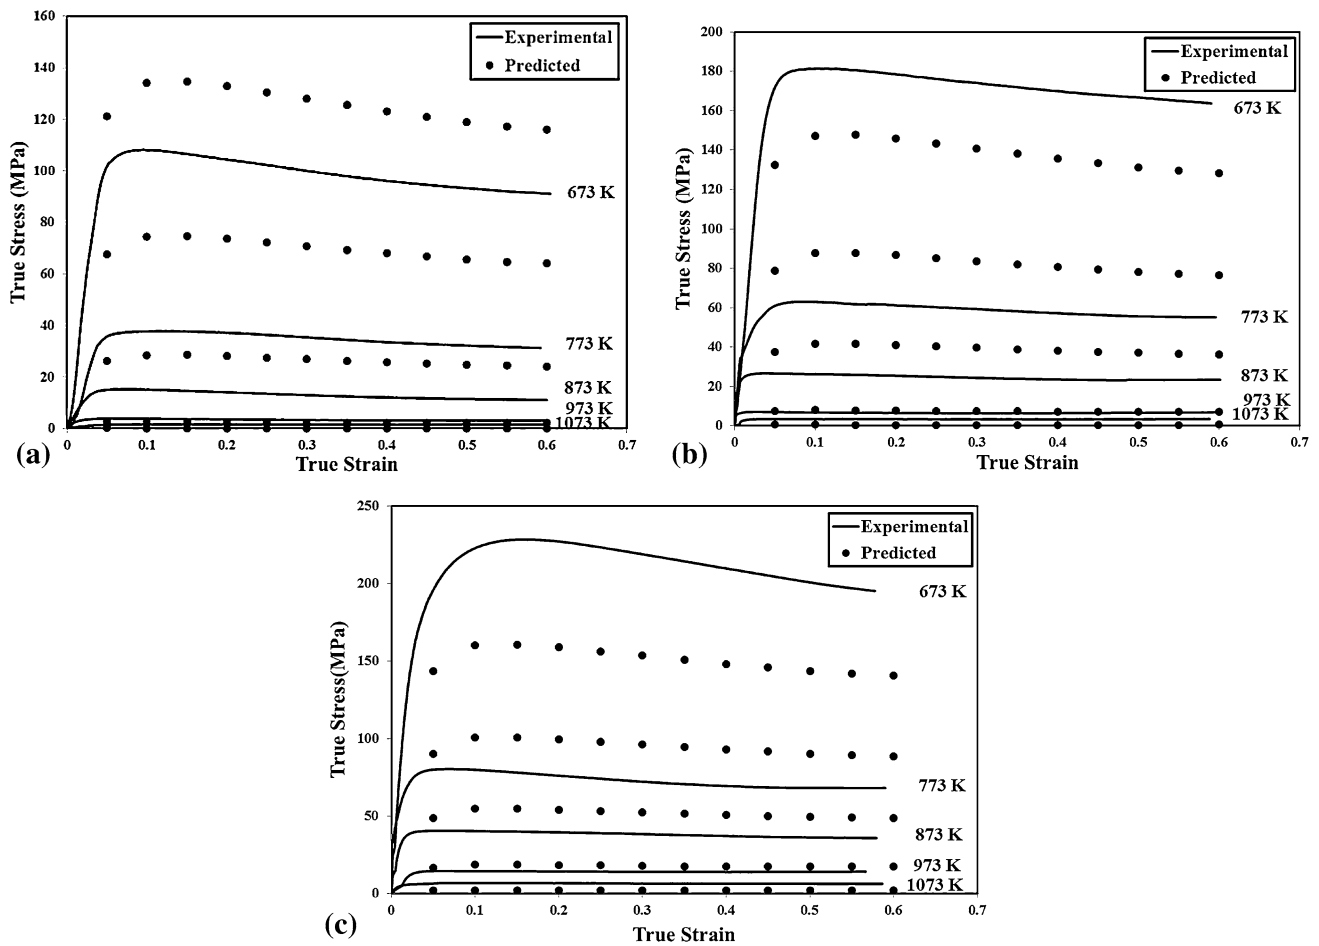 160
140
120
100
80
60
40
20
0
True Stress (MPa)
Experimental
Predicted
673 K
773 K
873 K
973 K
1073 K
0
0.1
0.2
0.3
0.4
0.5
0.6
0.7
True Strain
(a)
200
180
160
140
120
100
80
60
40
20
0
True Stress (MPa)
Experimental
Predicted
673 K
773 K
873 K
973 K
1073 K
0
0.1
0.2
0.3
0.4
0.5
0.6
0.7
True Strain
(b)
250
200
150
100
50
0
True Stress(MPa)
Experimental
Predicted
673 K
773 K
873 K
973 K
1073 K
0
0.1
0.2
0.3
0.4
0.5
0.6
0.7
True Strain
(c)